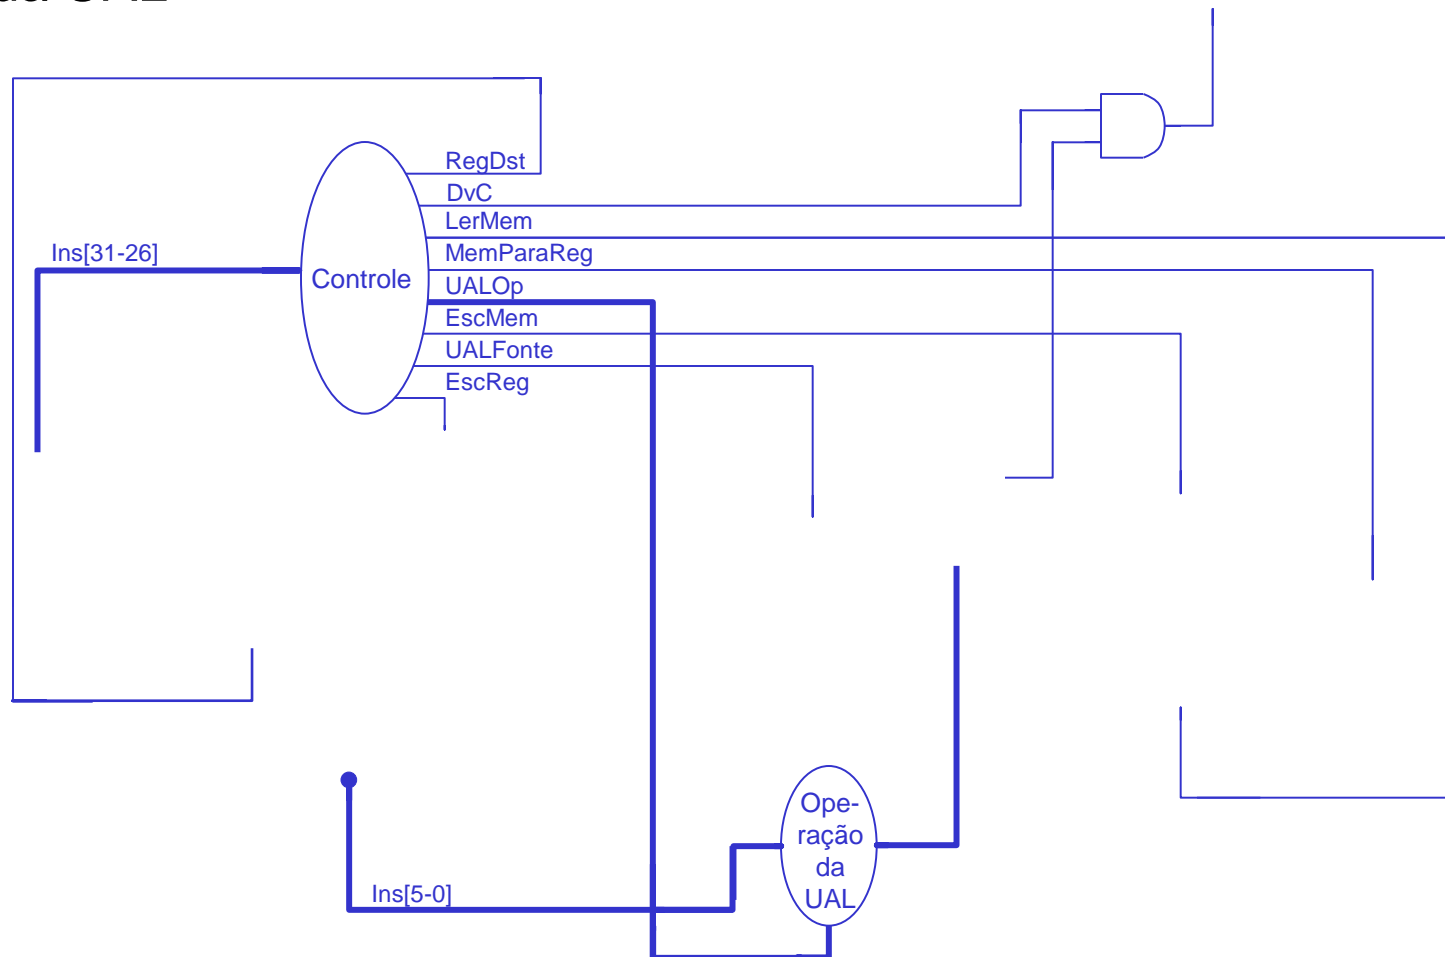 RegDst
DvC
LerMem
Ins[31-26]
MemParaReg
Controle
UALOp
EscMem
UALFonte
EscReg
Ope-
ração
da
UAL
Ins[5-0]